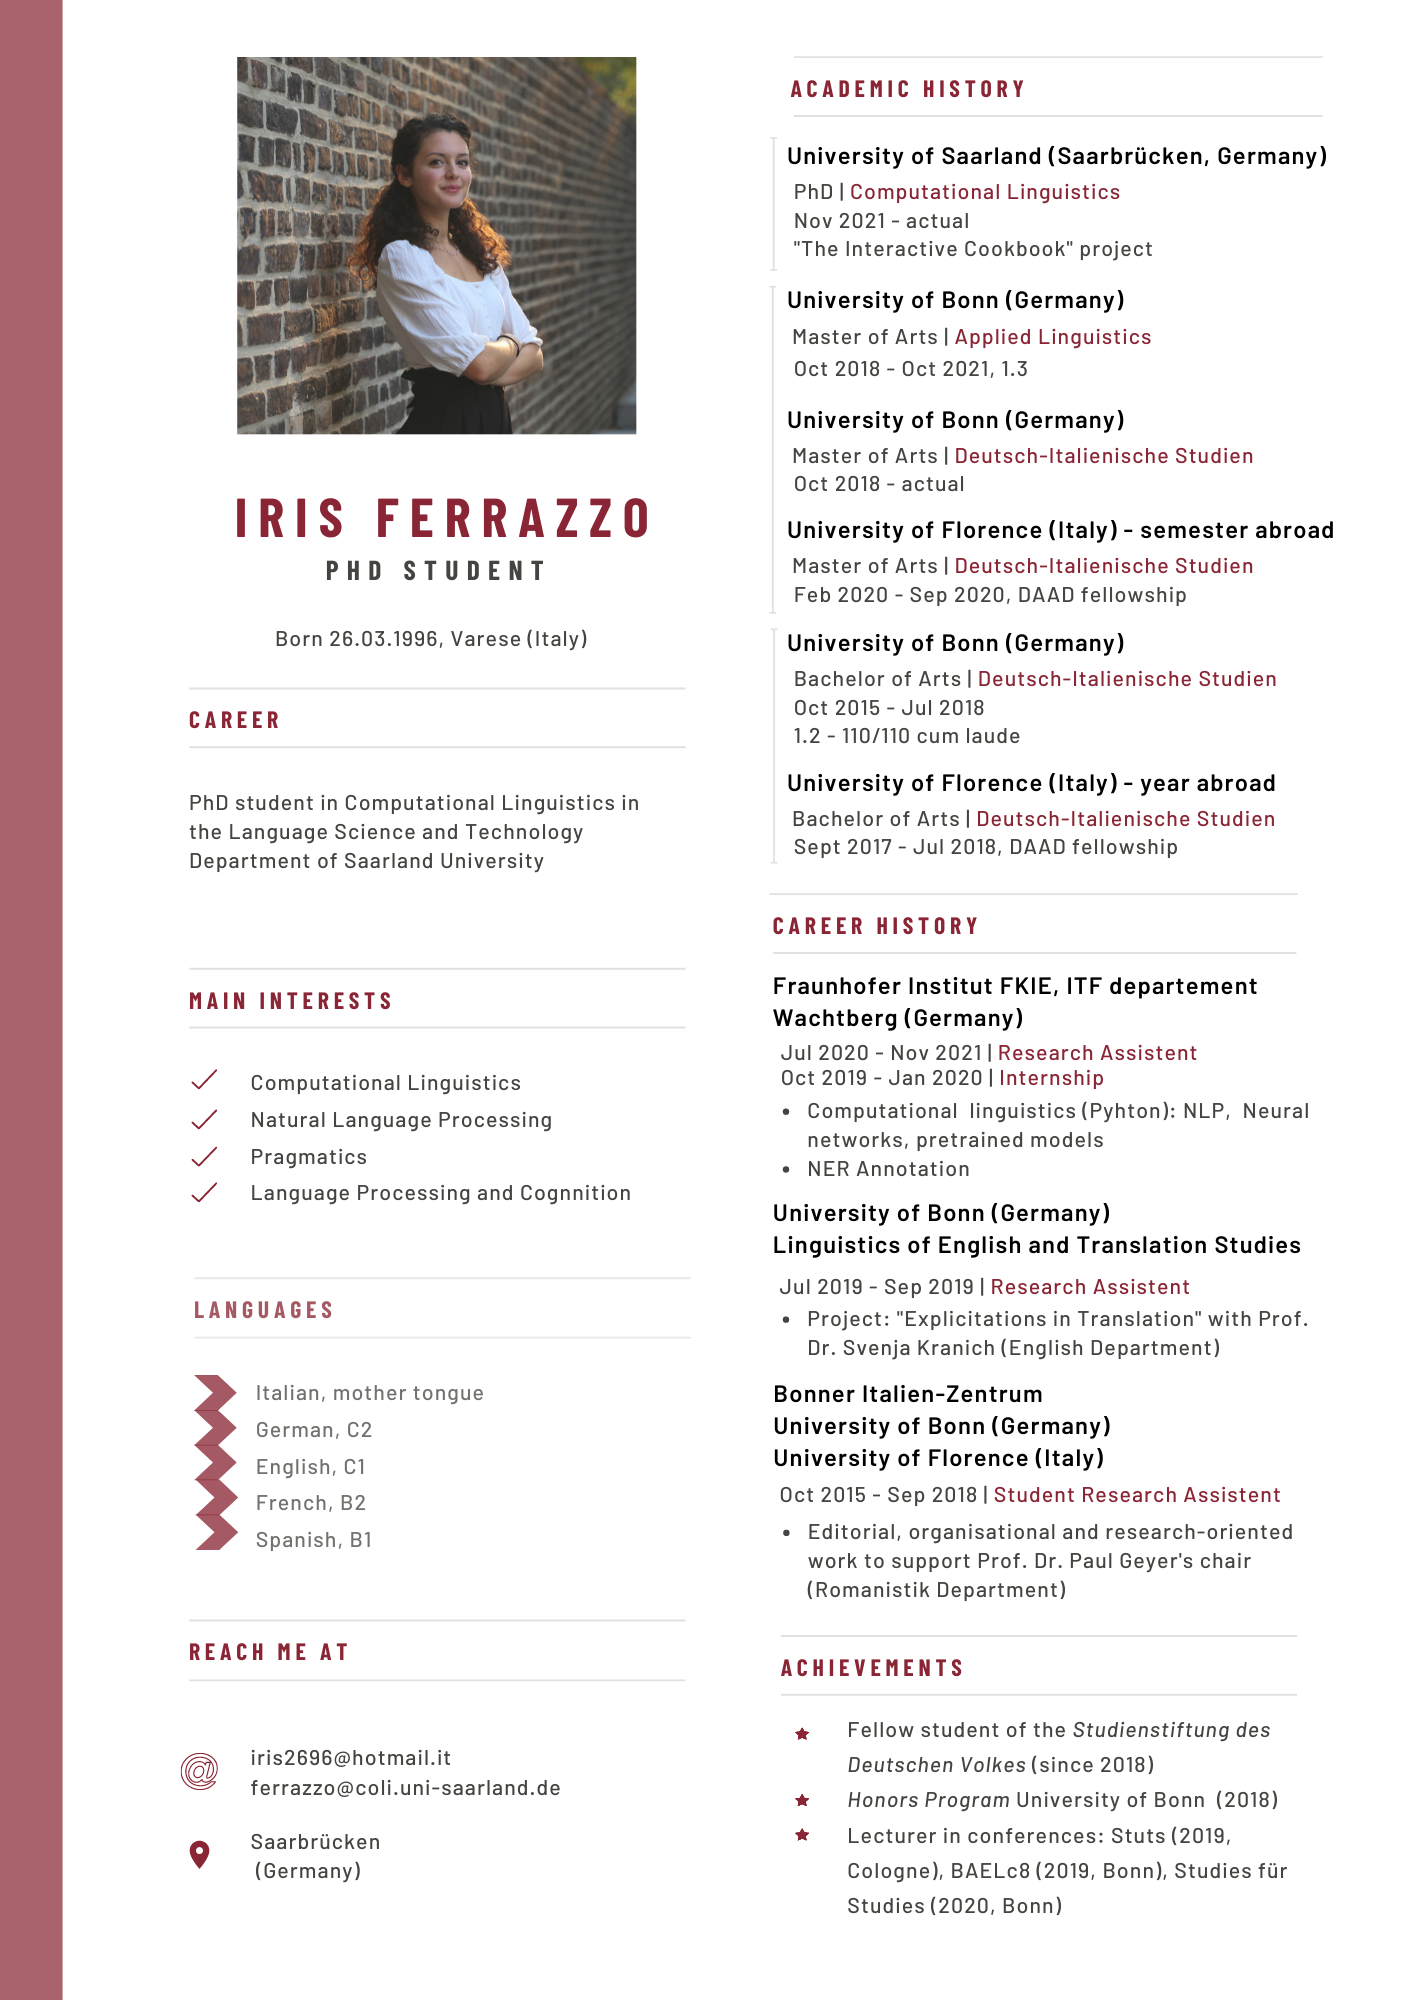 IRIS FERRAZZO
PHD STUDENT
Born 26.03.1996, Varese (Italy)
CAREER
PhD student in Computational Linguistics in
the Language Science and Technology
Department of Saarland University
MAIN INTERESTS
Computational Linguistics
Natural Language Processing
Pragmatics
Language Processing and Cognnition
LANGUAGES
Italian, mother tongue
German, C2
English, C1
French, B2
Spanish, B1
REACH ME AT
@ iris2696@hotmail.it
ferrazzo@coli.uni-saarland.de
Saarbrücken
(Germany)
ACADEMIC HISTORY
University of Saarland (Saarbrücken, Germany)
PhD | Computational Linguistics
Nov 2021 - actual
"The Interactive Cookbook" project
University of Bonn (Germany)
Master of Arts | Applied Linguistics
Oct 2018 - Oct 2021, 1.3
University of Bonn (Germany)
Master of Arts | Deutsch-Italienische Studien
Oct 2018 - actual
University of Florence (Italy) - semester abroad
Master of Arts | Deutsch-Italienische Studien
Feb 2020 - Sep 2020, DAAD fellowship
University of Bonn (Germany)
Bachelor of Arts | Deutsch-Italienische Studien
Oct 2015 - Jul 2018
1.2 - 110/110 cum laude
University of Florence (Italy) - year abroad
Bachelor of Arts | Deutsch-Italienische Studien
Sept 2017 - Jul 2018, DAAD fellowship
CAREER HISTORY
Fraunhofer Institut FKIE, ITF departement
Wachtberg (Germany)
Jul 2020 - Nov 2021 | Research Assistent
Oct 2019 - Jan 2020 | Internship
• Computational linguistics (Pyhton): NLP, Neural
networks, pretrained models
• NER Annotation
University of Bonn (Germany)
Linguistics of English and Translation Studies
Jul 2019 - Sep 2019 | Research Assistent
• Project: "Explicitations in Translation" with Prof.
Dr. Svenja Kranich (English Department)
Bonner Italien-Zentrum
University of Bonn (Germany)
University of Florence (Italy)
Oct 2015 - Sep 2018 | Student Research Assistent
• Editorial, organisational and research-oriented
work to support Prof. Dr. Paul Geyer's chair
(Romanistik Department)
ACHIEVEMENTS
Fellow student of the Studienstiftung des
Deutschen Volkes (since 2018)
Honors Program University of Bonn (2018)
Lecturer in conferences: Stuts (2019,
Cologne), BAELc8 (2019, Bonn), Studies für
Studies (2020, Bonn)